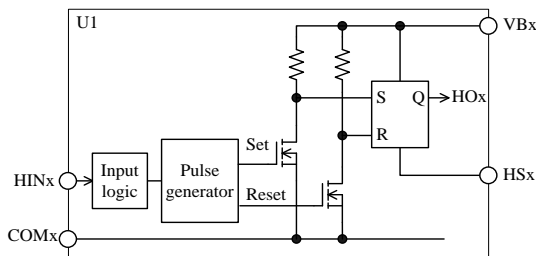 U1
VBx
S
Q
HOx
R
Set
HINx
Input
logic
Pulse
generator
Reset
HSx
COMx